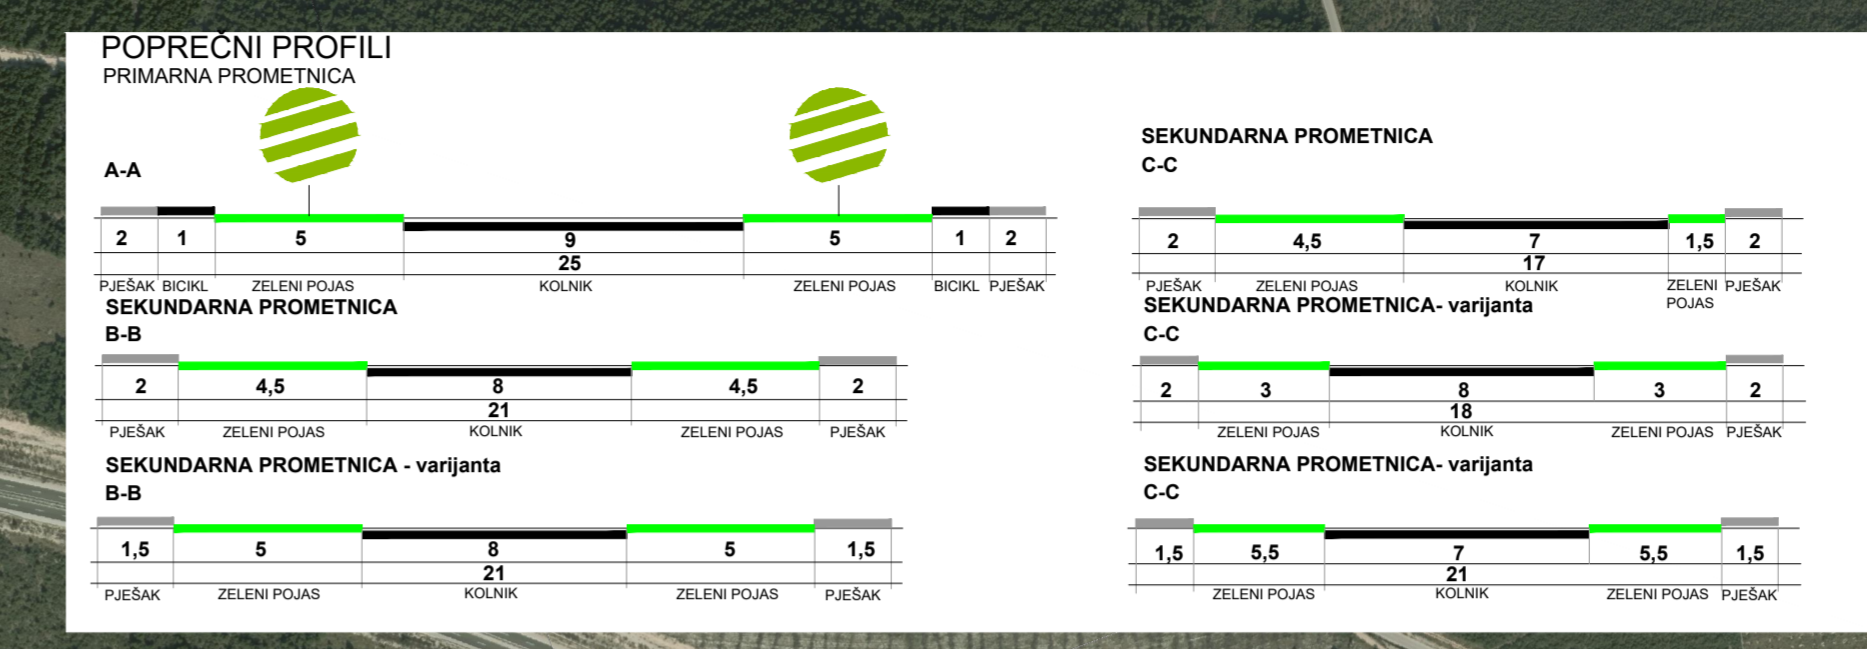 POPREČNI PROFILI
PRIMARNA PROMETNICA
A-A
2 1 5 9 5 1 2
25
PJEŠAK BICIKL ZELENI POJAS KOLNIK ZELENI POJAS BICIKL PJEŠAK
SEKUNDARNA PROMETNICA
B-B
2 4,5 8 4,5 2
21
PJEŠAK ZELENI POJAS KOLNIK ZELENI POJAS PJEŠAK
SEKUNDARNA PROMETNICA - varijanta
B-B
1,5 5 8 5 1,5
21
PJEŠAK ZELENI POJAS KOLNIK ZELENI POJAS PJEŠAK
SEKUNDARNA PROMETNICA
C-C
2 4,5 7 1,5 2
17
PJEŠAK ZELENI POJAS KOLNIK ZELENI PJEŠAK
POJAS
SEKUNDARNA PROMETNICA- varijanta
C-C
2 3 8 3 2
18
ZELENI POJAS KOLNIK ZELENI POJAS PJEŠAK
SEKUNDARNA PROMETNICA- varijanta
C-C
1,5 5,5 7 5,5 1,5
21
ZELENI POJAS KOLNIK ZELENI POJAS PJEŠAK